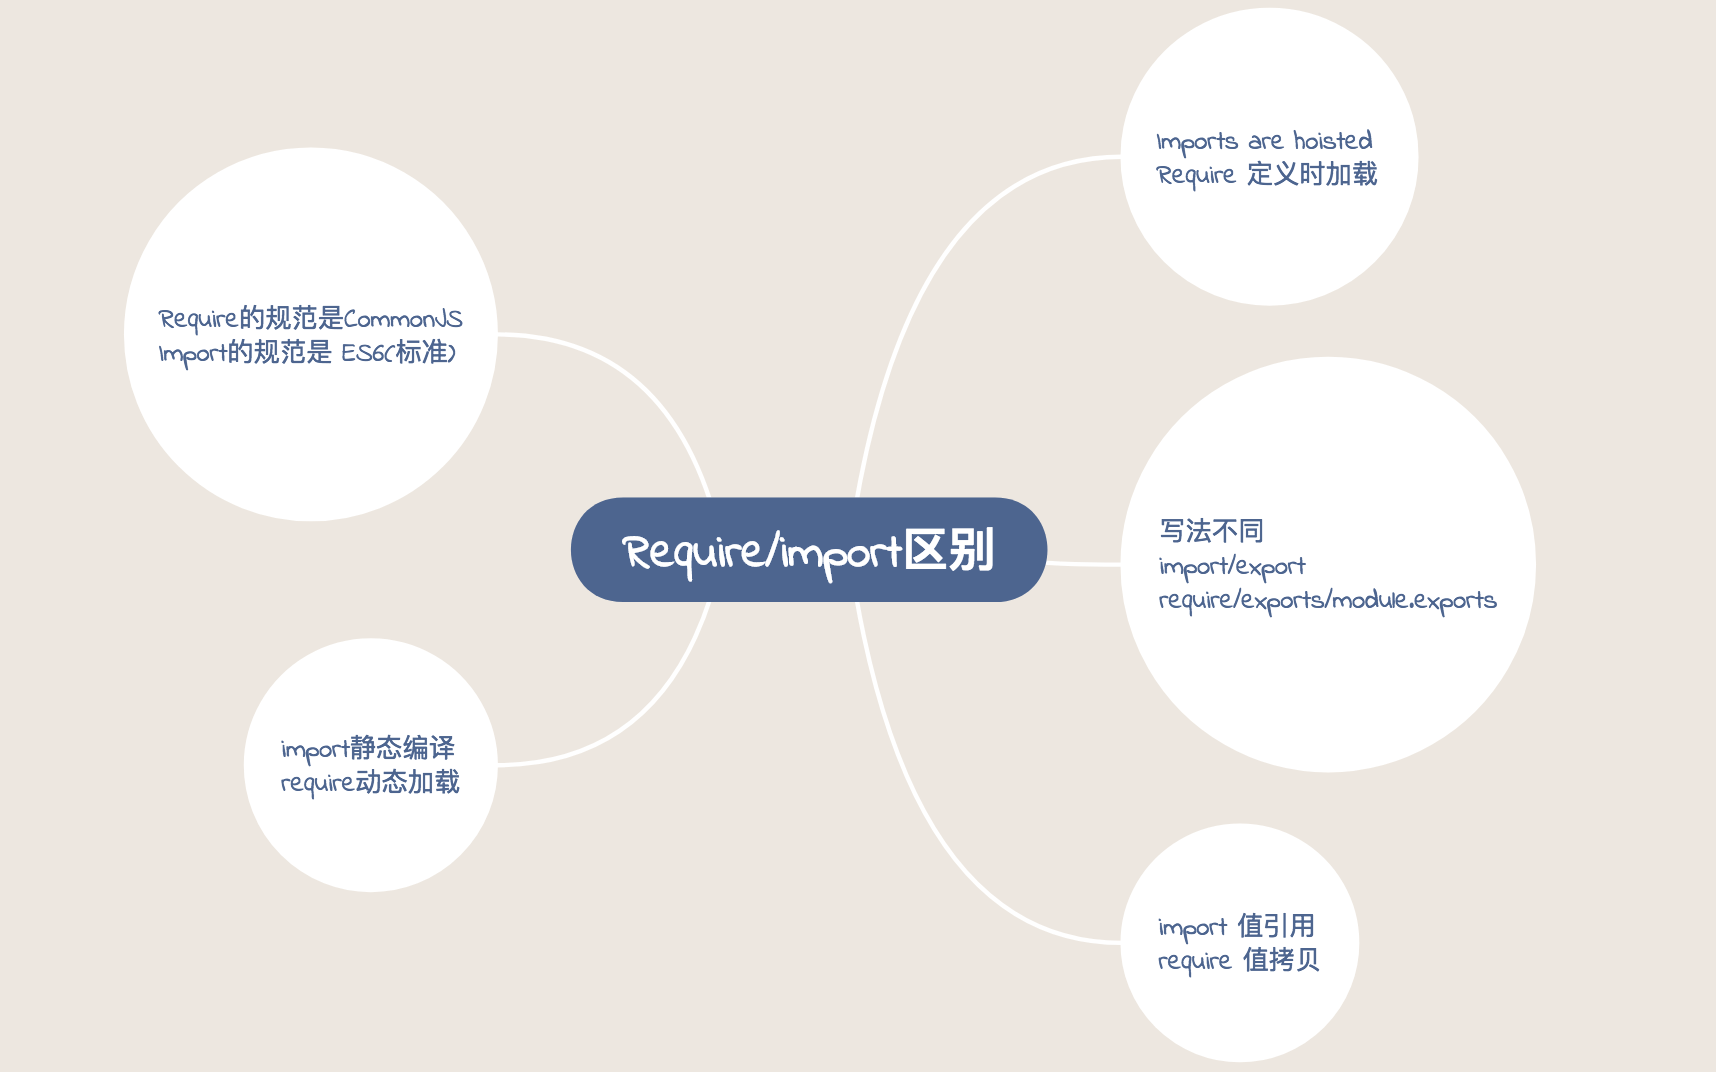 Require/import区别
Imports are hoisted
Require 定义时加载
写法不同
import/export
require/exports/module.exports
import 值引用
require 值拷贝
Require的规范是CommonJS
Import的规范是 ES6(标准)
import静态编译
require动态加载